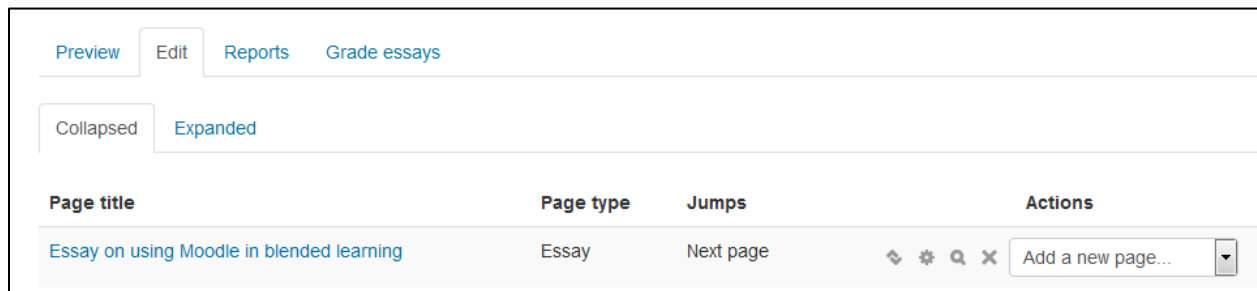 Preview Edit Reports Grade essays
Collapsed Expanded
Page title Page type Jumps Actions
Essay on using Moodle in blended learning Essay Next page Add a new page...